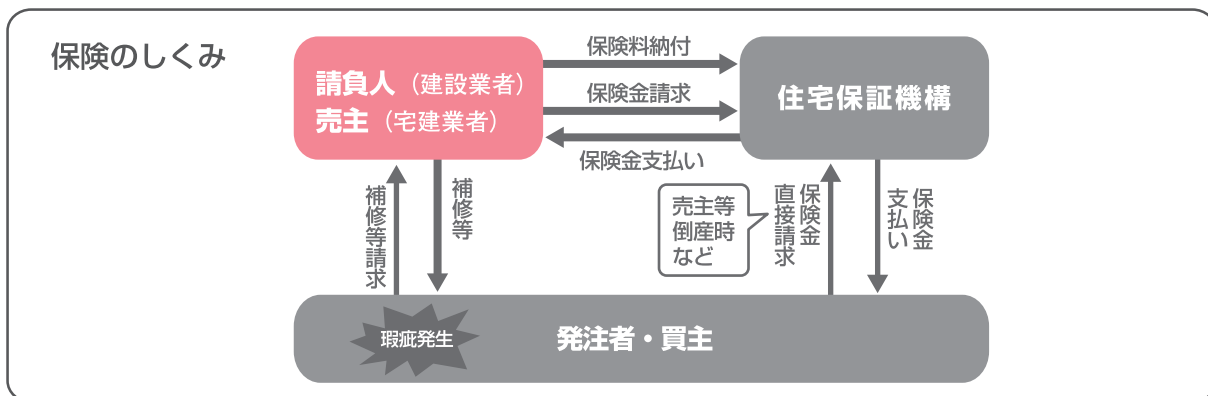 保険のしくみ
請負人（建設業者）
売主（宅建業者）
保険料納付
保険金請求
保険金支払い
住宅保証機構
補修等請求
補修等
売主等
倒産時
など
保険金
直接請求
保険金
支払い
瑕疵発生
発注者・買主